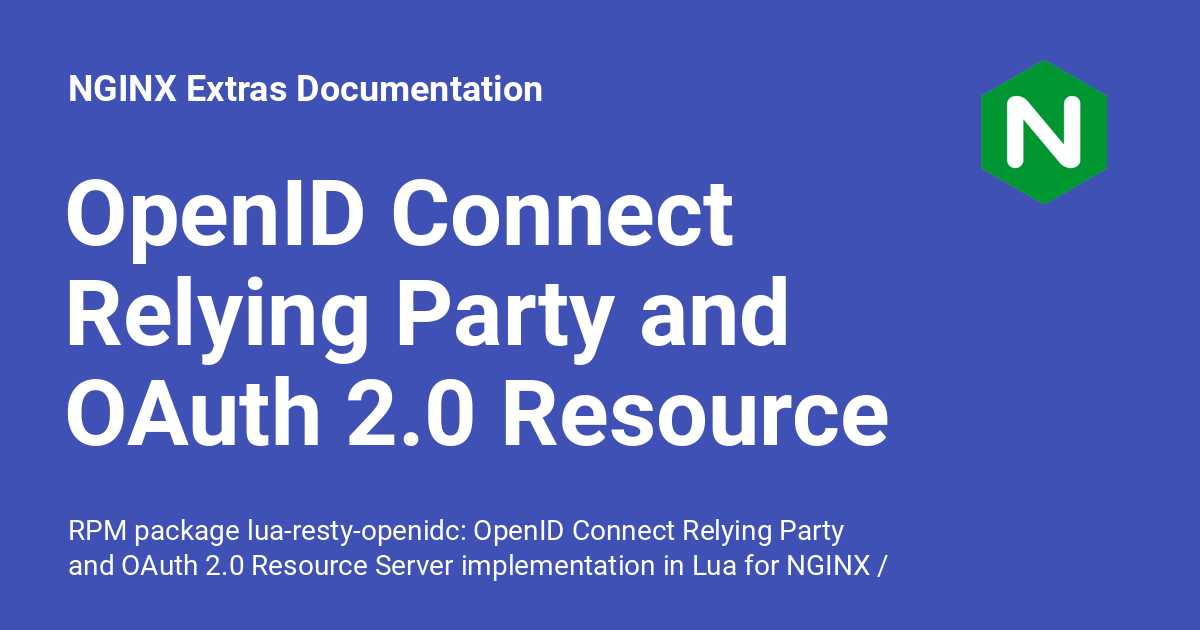 NGINX Extras Documentation
N
OpenID Connect
Relying Party and
OAuth 2.0 Resource
RPM package lua-resty-openidc: OpenID Connect Relying Party
and OAuth 2.0 Resource Server implementation in Lua for NGINX /